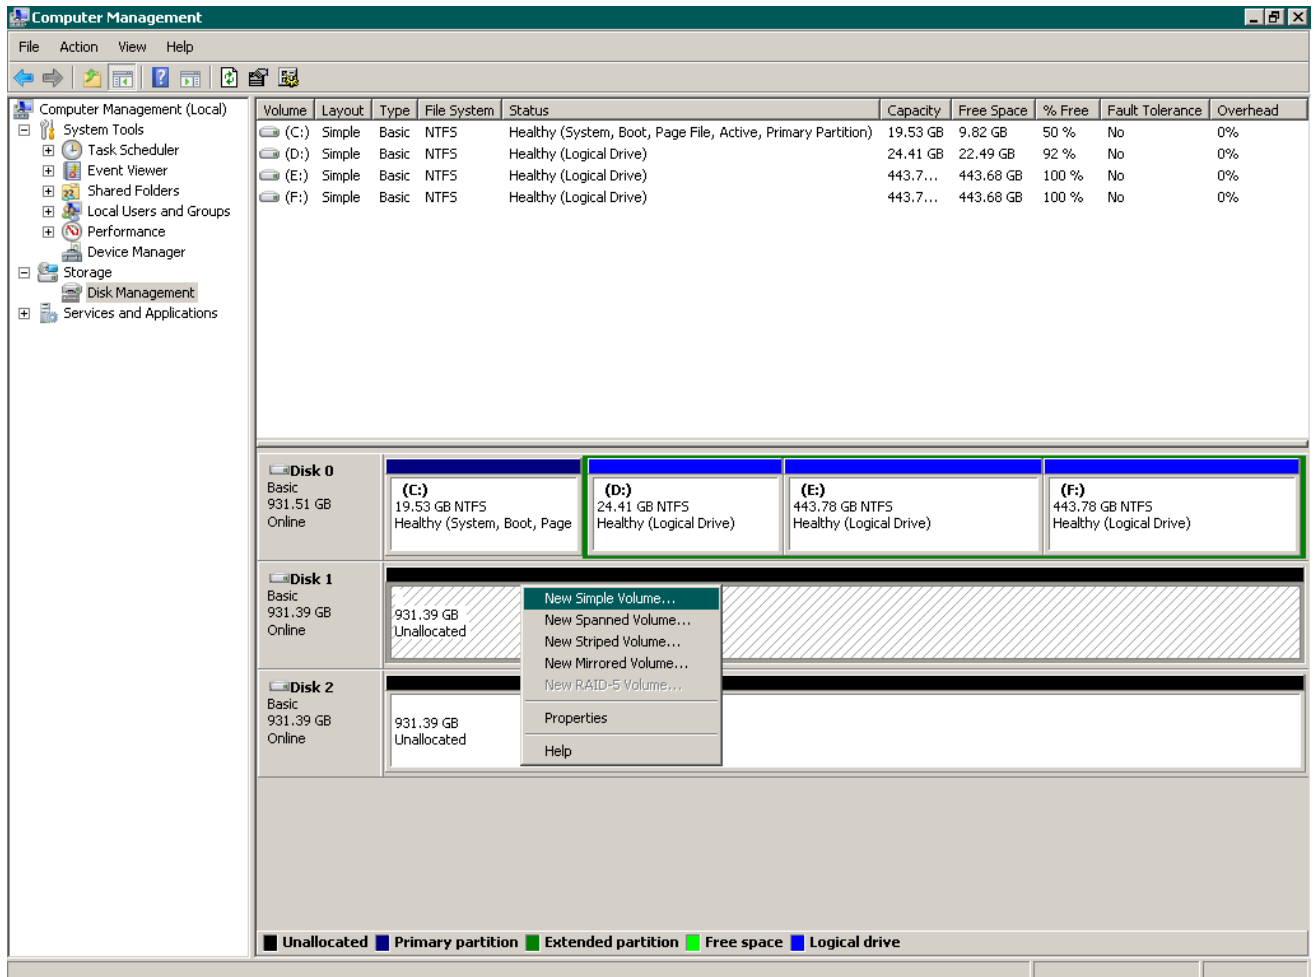 Computer Management
File Action View Help
Computer Management (Local)
System Tools
Task Scheduler
Event Viewer
Shared Folders
Local Users and Groups
Performance
Device Manager
Storage
Disk Management
Services and Applications
Volume Layout Type File System Status Capacity Free Space % Free Fault Tolerance Overhead
(C:) Simple Basic NTFS Healthy (System, Boot, Page File, Active, Primary Partition) 19.53 GB 9.82 GB 50 % No 0%
(D:) Simple Basic NTFS Healthy (Logical Drive) 24.41 GB 22.49 GB 92 % No 0%
(E:) Simple Basic NTFS Healthy (Logical Drive) 443.7... 443.68 GB 100 % No 0%
(F:) Simple Basic NTFS Healthy (Logical Drive) 443.7... 443.68 GB 100 % No 0%
Disk 0
Basic
931.51 GB
Online
(C:)
19.53 GB NTFS
Healthy (System, Boot, Page
(D:)
24.41 GB NTFS
Healthy (Logical Drive)
(E:)
443.78 GB NTFS
Healthy (Logical Drive)
(F:)
443.78 GB NTFS
Healthy (Logical Drive)
Disk 1
Basic
931.39 GB
Online
931.39 GB
Unallocated
New Simple Volume...
New Spanned Volume...
New Striped Volume...
New Mirrored Volume...
New RAID-5 Volume...
Properties
Help
Disk 2
Basic
931.39 GB
Online
931.39 GB
Unallocated
Unallocated Primary partition Extended partition Free space Logical drive